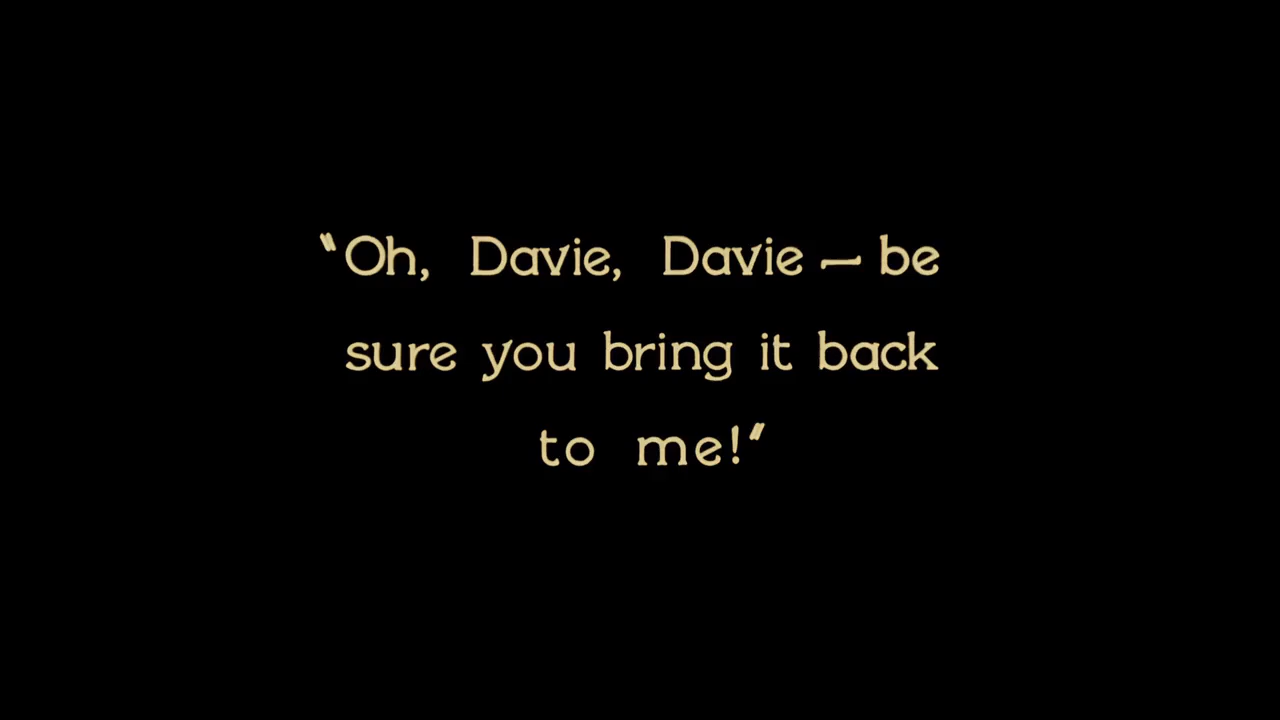 "Oh, Davie, Davie — be
sure you bring it back
to me!"